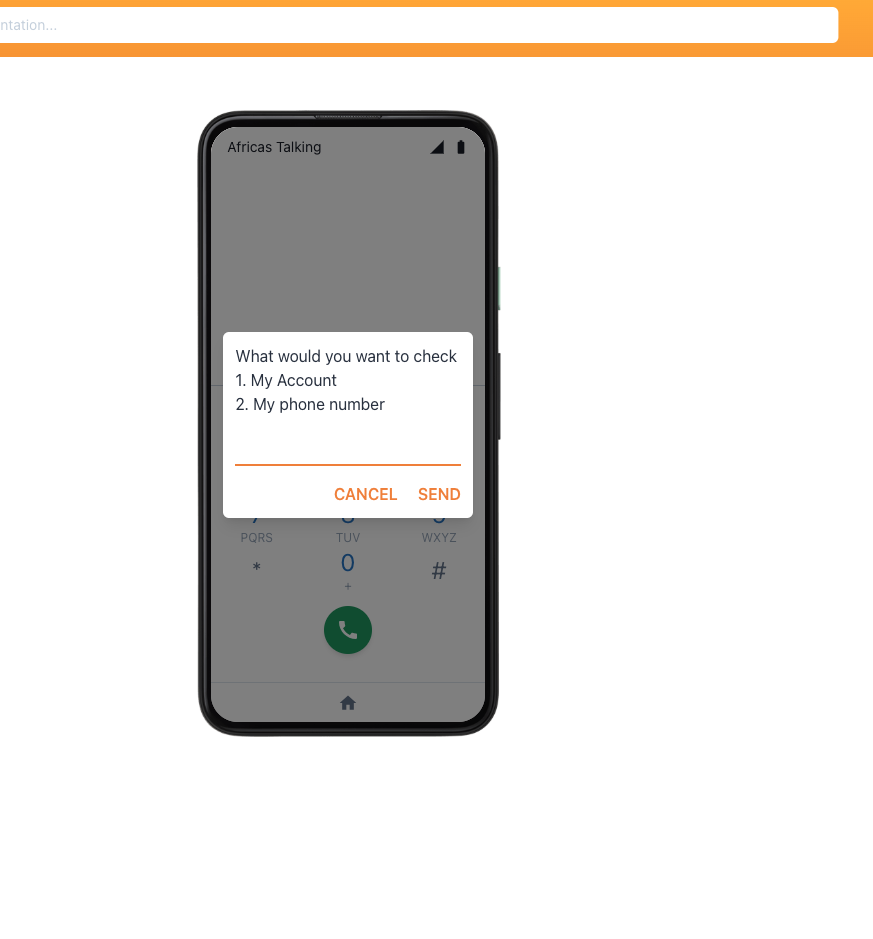 ntation...
Africas Talking
What would you want to check
1. My Account
2. My phone number
CANCEL SEND
PQRS TUV WXYZ
* 0 #
+